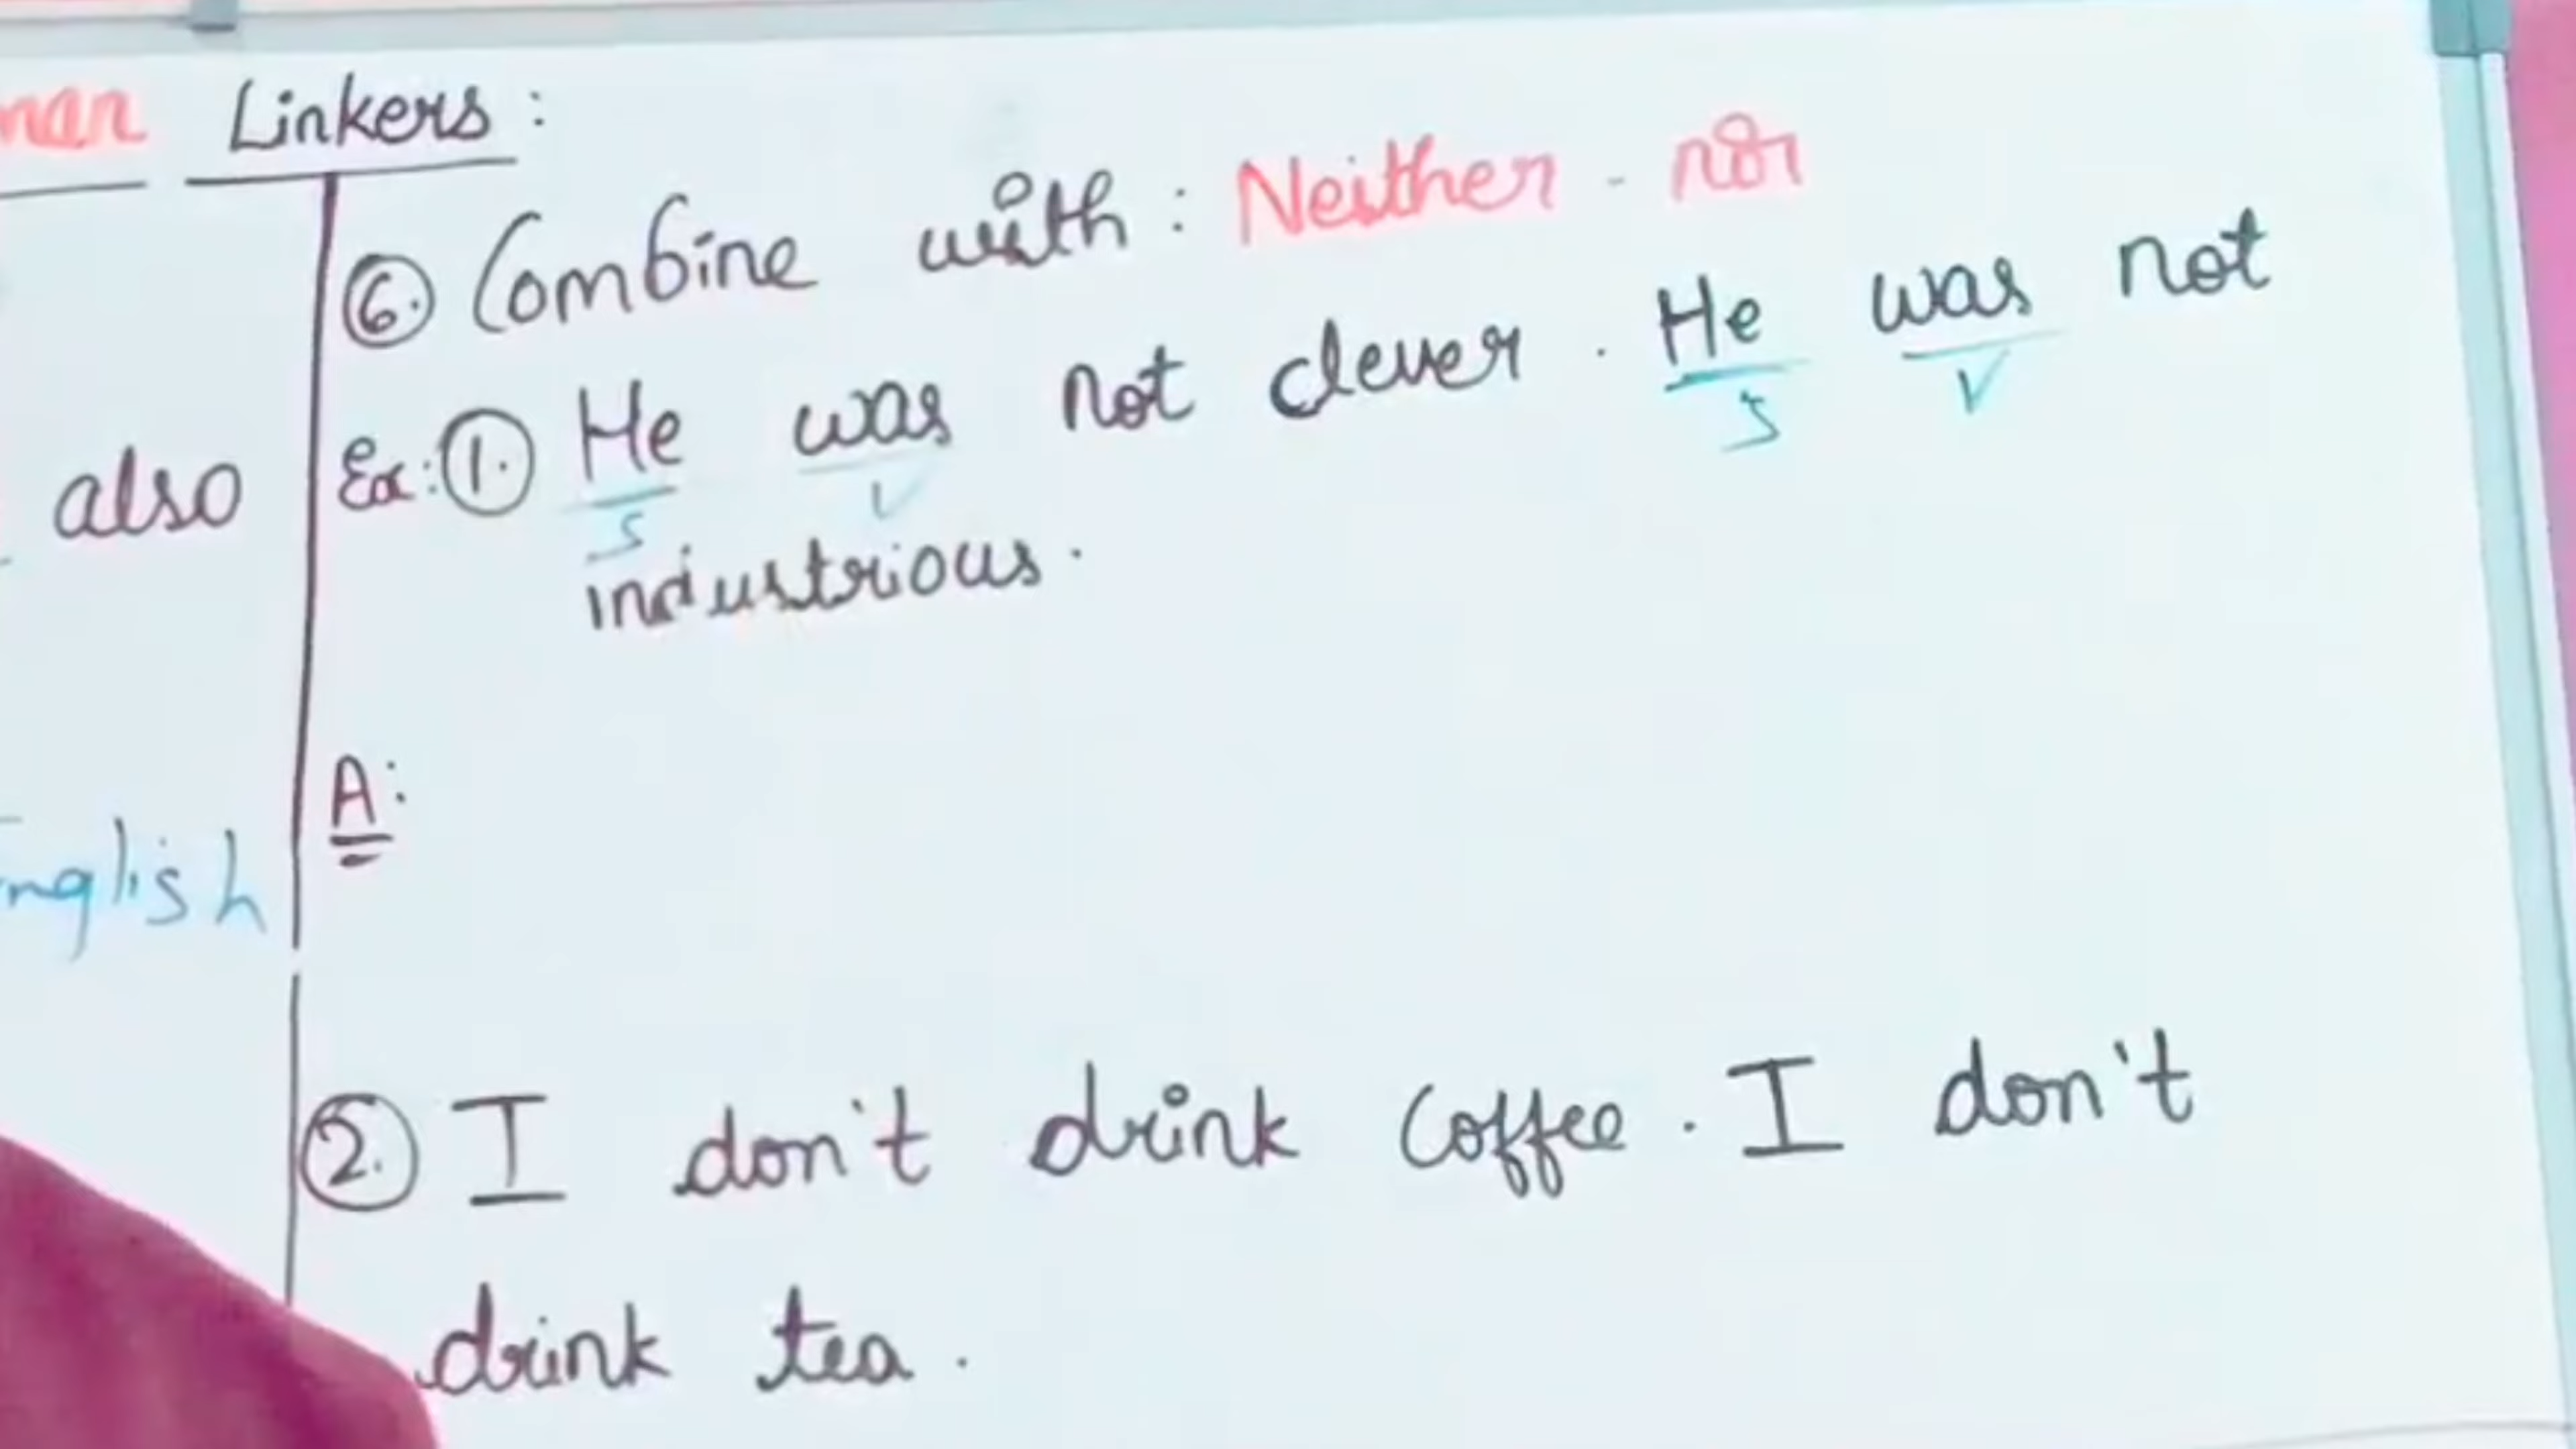 Linkers :
6. Combine with : Neither - nor
Ex: 1. He was not clever. He was not
S V S V
industrious.
also
A:
English
2. I don't drink Coffee. I don't
drink tea.